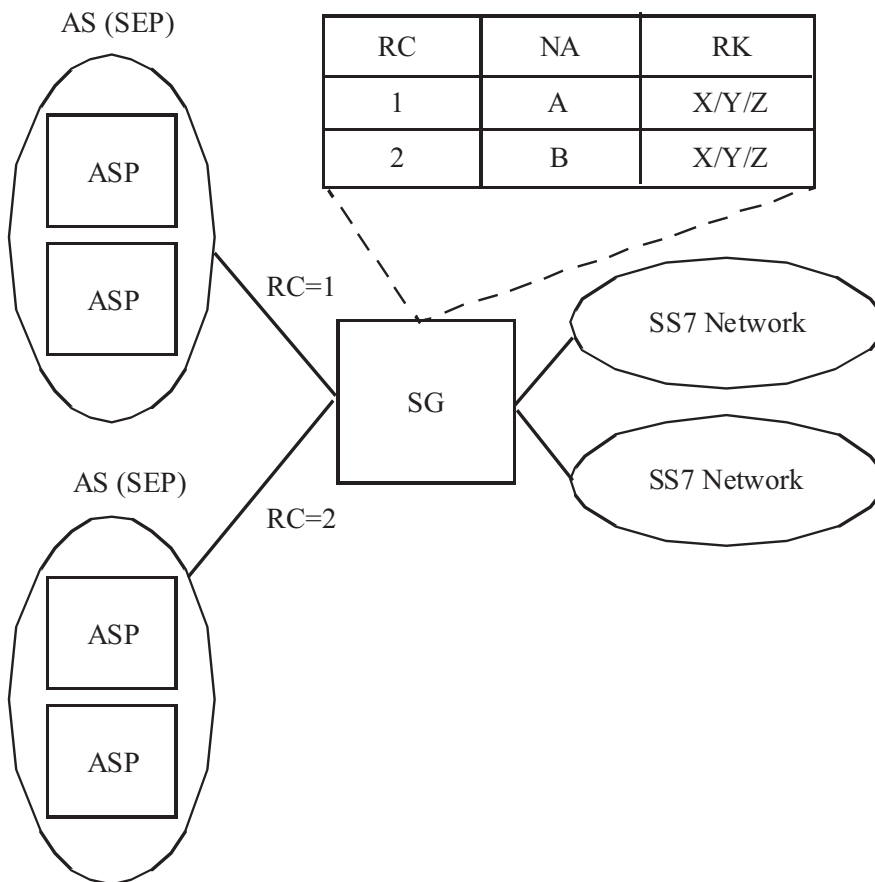 AS (SEP)
RC NA RK
1 A X/Y/Z
2 B X/Y/Z
ASP
ASP
RC=1
SS7 Network
SG
SS7 Network
AS (SEP)
RC=2
ASP
ASP